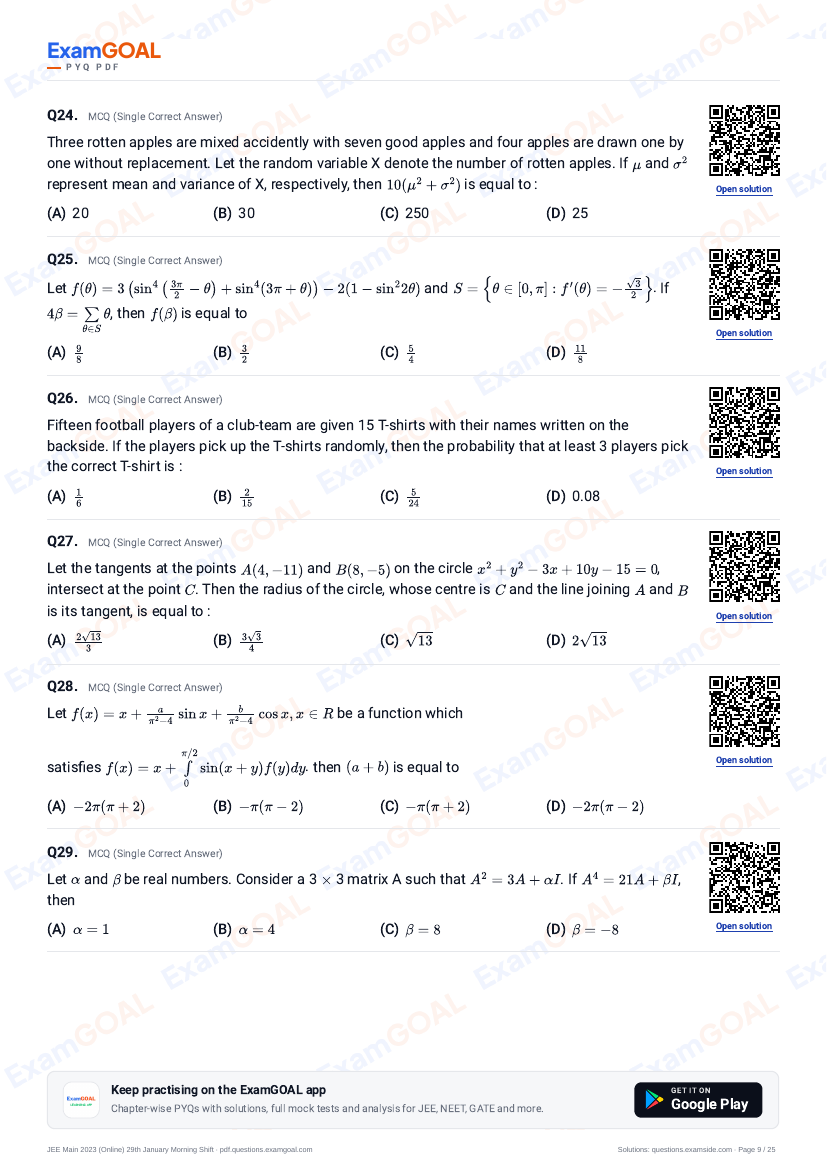 ExamGOAL
PYQ PDF
Q24. MCQ (Single Correct Answer)
Three rotten apples are mixed accidently with seven good apples and four apples are drawn one by
one without replacement. Let the random variable X denote the number of rotten apples. If μ and σ²
represent mean and variance of X, respectively, then 10(μ² + σ²) is equal to :
(A) 20 (B) 30 (C) 250 (D) 25
Open solution
Q25. MCQ (Single Correct Answer)
Let f(θ) = 3 (sin⁴ (3π/2 − θ) + sin⁴(3π + θ)) − 2(1 − sin²2θ) and S = {θ ∈ [0, π] : f′(θ) = −√3/2}. If
4β = ∑_{θ∈S} θ, then f(β) is equal to
(A) 9/8 (B) 3/2 (C) 5/4 (D) 11/8
Open solution
Q26. MCQ (Single Correct Answer)
Fifteen football players of a club-team are given 15 T-shirts with their names written on the
backside. If the players pick up the T-shirts randomly, then the probability that at least 3 players pick
the correct T-shirt is :
(A) 1/6 (B) 2/15 (C) 5/24 (D) 0.08
Open solution
Q27. MCQ (Single Correct Answer)
Let the tangents at the points A(4, −11) and B(8, −5) on the circle x² + y² − 3x + 10y − 15 = 0,
intersect at the point C. Then the radius of the circle, whose centre is C and the line joining A and B
is its tangent, is equal to :
(A) 2√13/3 (B) 3√3/4 (C) √13 (D) 2√13
Open solution
Q28. MCQ (Single Correct Answer)
Let f(x) = x + a/(π²−4) sin x + b/(π²−4) cos x, x ∈ R be a function which
satisfies f(x) = x + ∫₀^{π/2} sin(x + y)f(y)dy. then (a + b) is equal to
(A) −2π(π + 2) (B) −π(π − 2) (C) −π(π + 2) (D) −2π(π − 2)
Open solution
Q29. MCQ (Single Correct Answer)
Let α and β be real numbers. Consider a 3 × 3 matrix A such that A² = 3A + αI. If A⁴ = 21A + βI,
then
(A) α = 1 (B) α = 4 (C) β = 8 (D) β = −8
Open solution
ExamGOAL
Keep practising on the ExamGOAL app
Chapter-wise PYQs with solutions, full mock tests and analysis for JEE, NEET, GATE and more.
GET IT ON
Google Play
JEE Main 2023 (Online) 29th January Morning Shift · pdf.questions.examgoal.com
Solutions: questions.examside.com · Page 9 / 25